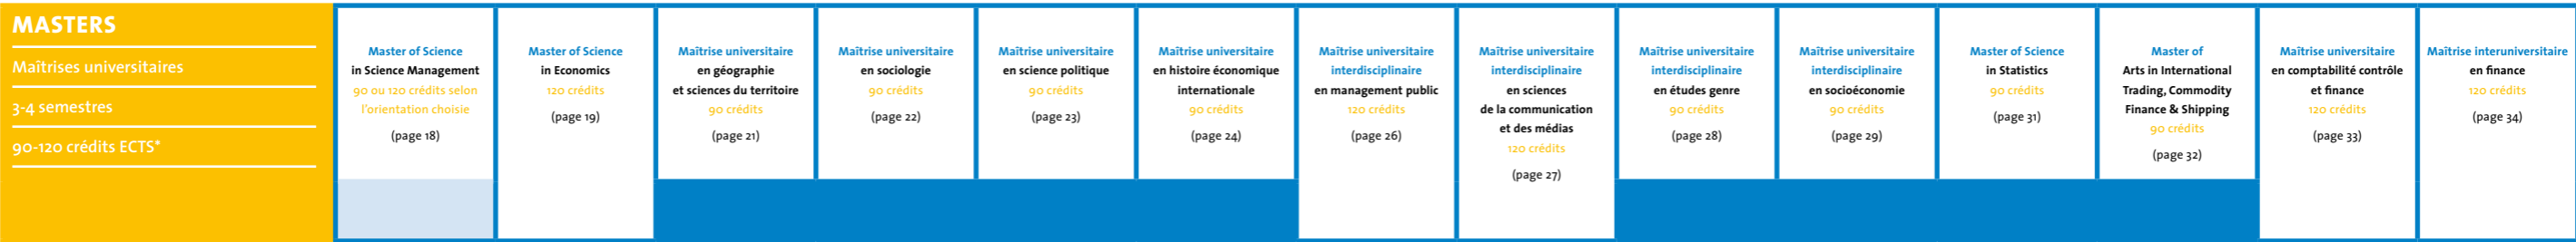 MASTERS
Maîtrises universitaires
3-4 semestres
90-120 crédits ECTS*
Master of Science
in Science Management
90 ou 120 crédits selon
l'orientation choisie
(page 18)
Master of Science
in Economics
120 crédits
(page 19)
Maîtrise universitaire
en géographie
et sciences du territoire
90 crédits
(page 21)
Maîtrise universitaire
en sociologie
90 crédits
(page 22)
Maîtrise universitaire
en science politique
90 crédits
(page 23)
Maîtrise universitaire
en histoire économique
internationale
90 crédits
(page 24)
Maîtrise universitaire
interdisciplinaire
en management public
120 crédits
(page 26)
Maîtrise universitaire
interdisciplinaire
en sciences
de la communication
et des médias
120 crédits
(page 27)
Maîtrise universitaire
interdisciplinaire
en études genre
90 crédits
(page 28)
Maîtrise universitaire
interdisciplinaire
en socioéconomie
90 crédits
(page 29)
Master of Science
in Statistics
90 crédits
(page 31)
Master of
Arts in International
Trading, Commodity
Finance & Shipping
90 crédits
(page 32)
Maîtrise universitaire
en comptabilité contrôle
et finance
120 crédits
(page 33)
Maîtrise interuniversitaire
en finance
120 crédits
(page 34)